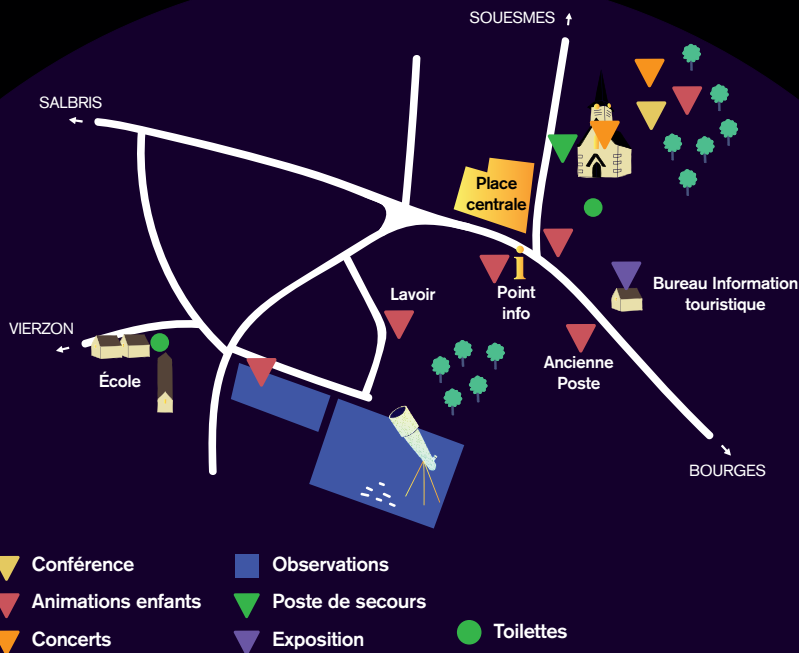 SOUESMES
SALBRIS
Place
centrale
Bureau Information
touristique
Lavoir
i
Point
info
VIERZON
École
Ancienne
Poste
BOURGES
Conférence
Observations
Animations enfants
Poste de secours
Concerts
Exposition
Toilettes